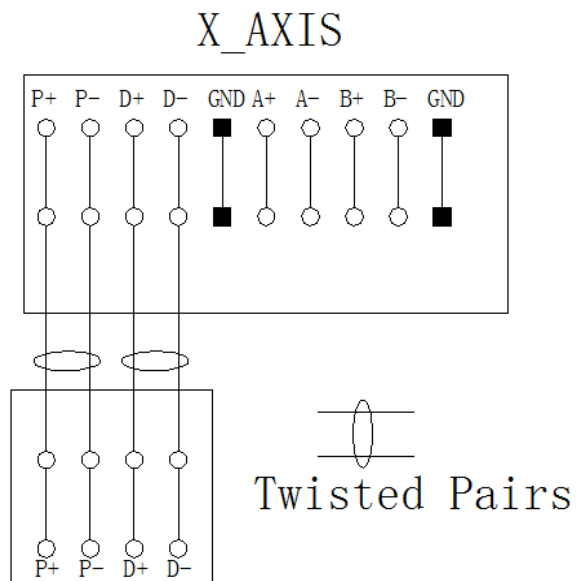 X_AXIS
P+ P- D+ D- GND A+ A- B+ B- GND
Twisted Pairs
P+ P- D+ D-